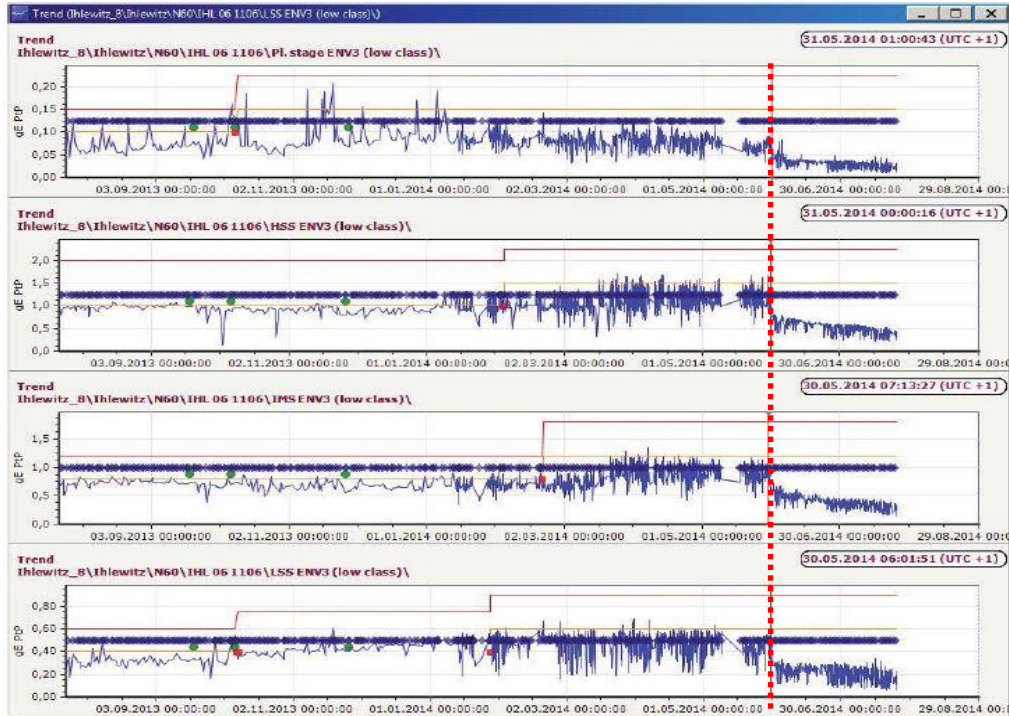 Trend (Ihlewitz_8\Ihlewitz\N60\IHL 06 1106\LSS ENV3 (low class)\)
Trend
31.05.2014 01:00:43 (UTC +1)
Ihlewitz_8\Ihlewitz\N60\IHL 06 1106\Pl. stage ENV3 (low class)\
gE PtP
0,20
0,15
0,10
0,05
0,00
03.09.2013 00:00:00 02.11.2013 00:00:00 01.01.2014 00:00:00 02.03.2014 00:00:00 01.05.2014 00:00:00 30.06.2014 00:00:00 29.08.2014 00:
Trend
31.05.2014 00:00:16 (UTC +1)
Ihlewitz_8\Ihlewitz\N60\IHL 06 1106\HSS ENV3 (low class)\
gE PtP
2,0
1,5
1,0
0,5
0,0
03.09.2013 00:00:00 02.11.2013 00:00:00 01.01.2014 00:00:00 02.03.2014 00:00:00 01.05.2014 00:00:00 30.06.2014 00:00:00 29.08.2014 00:
Trend
30.05.2014 07:13:27 (UTC +1)
Ihlewitz_8\Ihlewitz\N60\IHL 06 1106\IMS ENV3 (low class)\
gE PtP
1,5
1,0
0,5
0,0
03.09.2013 00:00:00 02.11.2013 00:00:00 01.01.2014 00:00:00 02.03.2014 00:00:00 01.05.2014 00:00:00 30.06.2014 00:00:00 29.08.2014 00:
Trend
30.05.2014 06:01:51 (UTC +1)
Ihlewitz_8\Ihlewitz\N60\IHL 06 1106\LSS ENV3 (low class)\
gE PtP
0,80
0,60
0,40
0,20
0,00
03.09.2013 00:00:00 02.11.2013 00:00:00 01.01.2014 00:00:00 02.03.2014 00:00:00 01.05.2014 00:00:00 30.06.2014 00:00:00 29.08.2014 00: